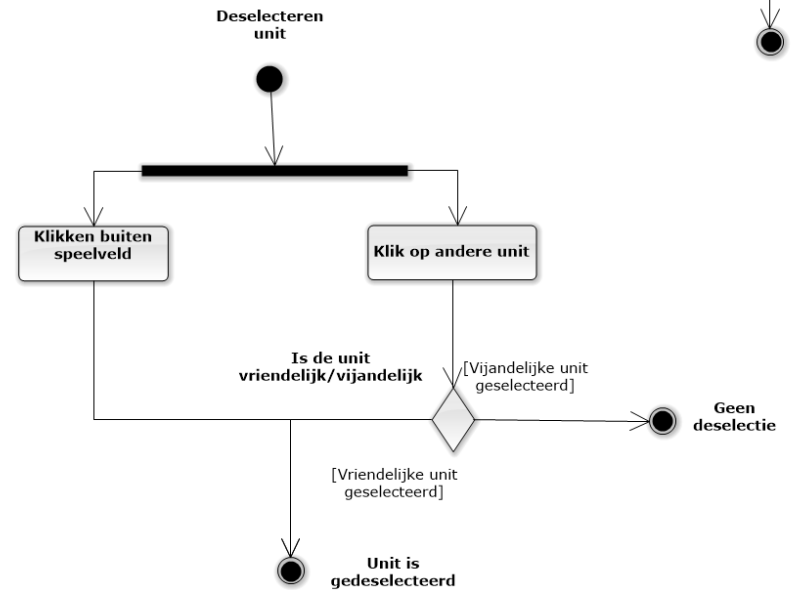 Deselecteren
unit
Klikken buiten
speelveld
Klik op andere unit
Is de unit
vriendelijk/vijandelijk
[Vijandelijke unit
geselecteerd]
Geen
deselectie
[Vriendelijke unit
geselecteerd]
Unit is
gedeselecteerd